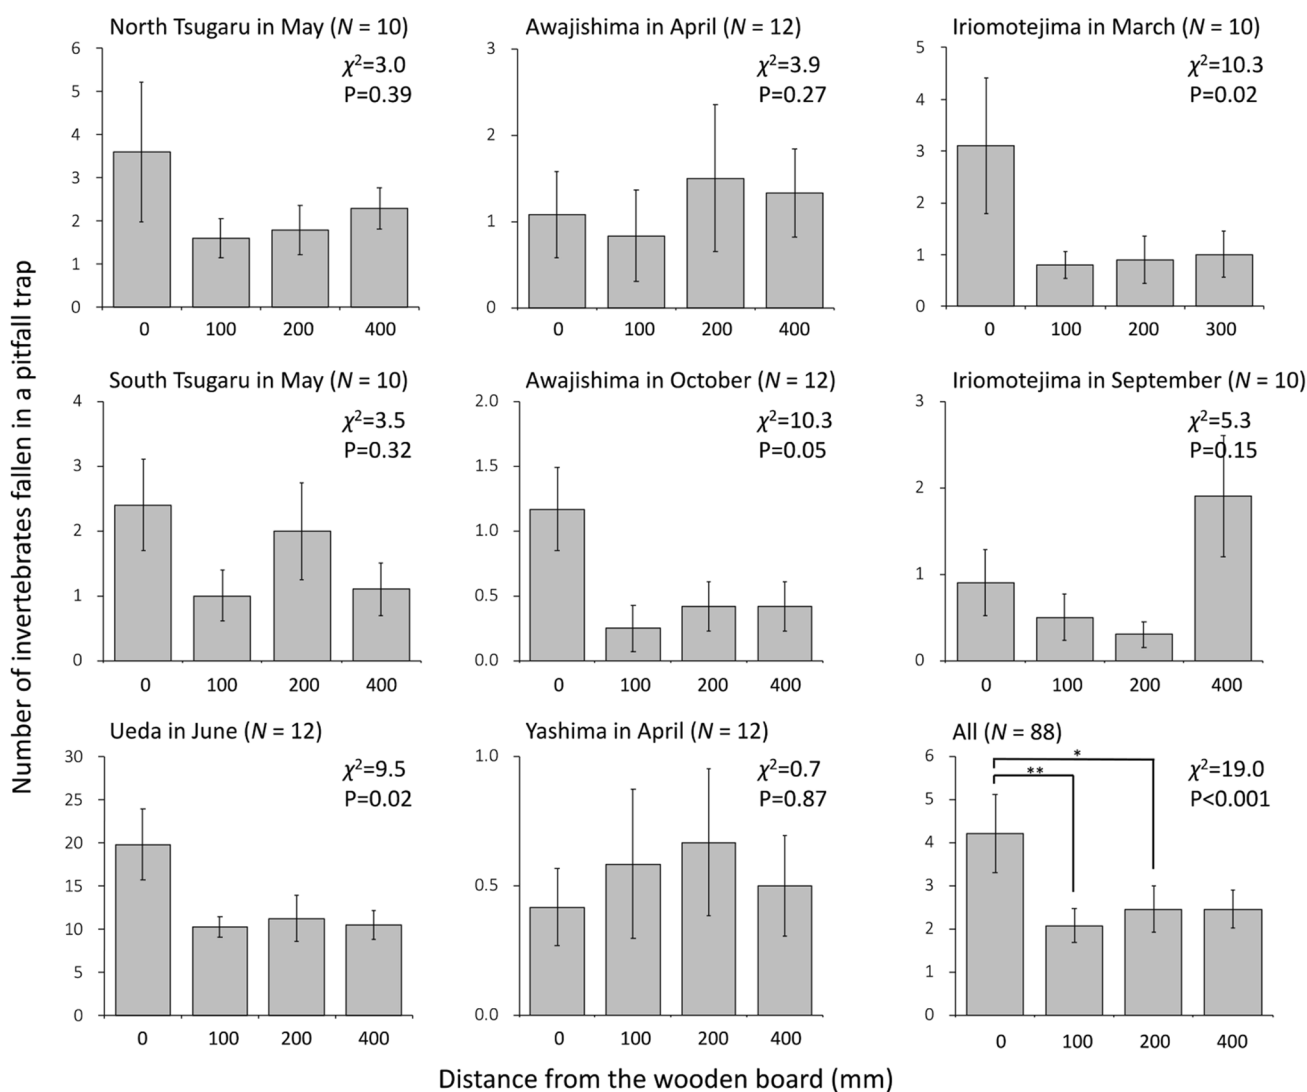 Number of invertebrates fallen in a pitfall trap
North Tsugaru in May (N = 10)
χ²=3.0
P=0.39
6
5
4
3
2
1
0
0 100 200 400
Awajishima in April (N = 12)
χ²=3.9
P=0.27
3
2
1
0
0 100 200 400
Iriomotejima in March (N = 10)
χ²=10.3
P=0.02
5
4
3
2
1
0
0 100 200 300
South Tsugaru in May (N = 10)
χ²=3.5
P=0.32
4
3
2
1
0
0 100 200 400
Awajishima in October (N = 12)
χ²=10.3
P=0.05
2.0
1.5
1.0
0.5
0.0
0 100 200 400
Iriomotejima in September (N = 10)
χ²=5.3
P=0.15
3
2
1
0
0 100 200 400
Ueda in June (N = 12)
χ²=9.5
P=0.02
30
25
20
15
10
5
0
0 100 200 400
Yashima in April (N = 12)
χ²=0.7
P=0.87
1.0
0.5
0.0
0 100 200 400
All (N = 88)
*
**
χ²=19.0
P<0.001
6
5
4
3
2
1
0
0 100 200 400
Distance from the wooden board (mm)